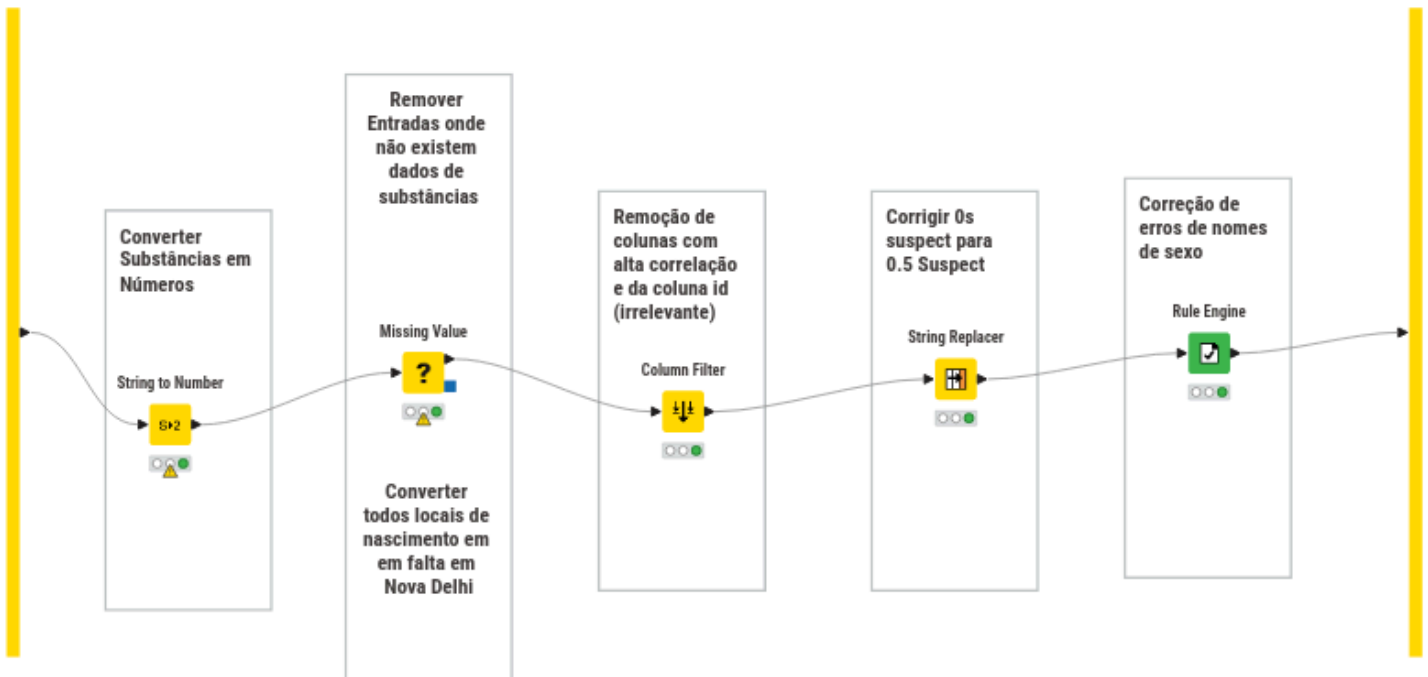 Converter
Substâncias em
Números
String to Number
S▸2
Remover
Entradas onde
não existem
dados de
substâncias
Missing Value
?
Converter
todos locais de
nascimento em
em falta em
Nova Delhi
Remoção de
colunas com
alta correlação
e da coluna id
(irrelevante)
Column Filter
Corrigir 0s
suspect para
0.5 Suspect
String Replacer
Correção de
erros de nomes
de sexo
Rule Engine